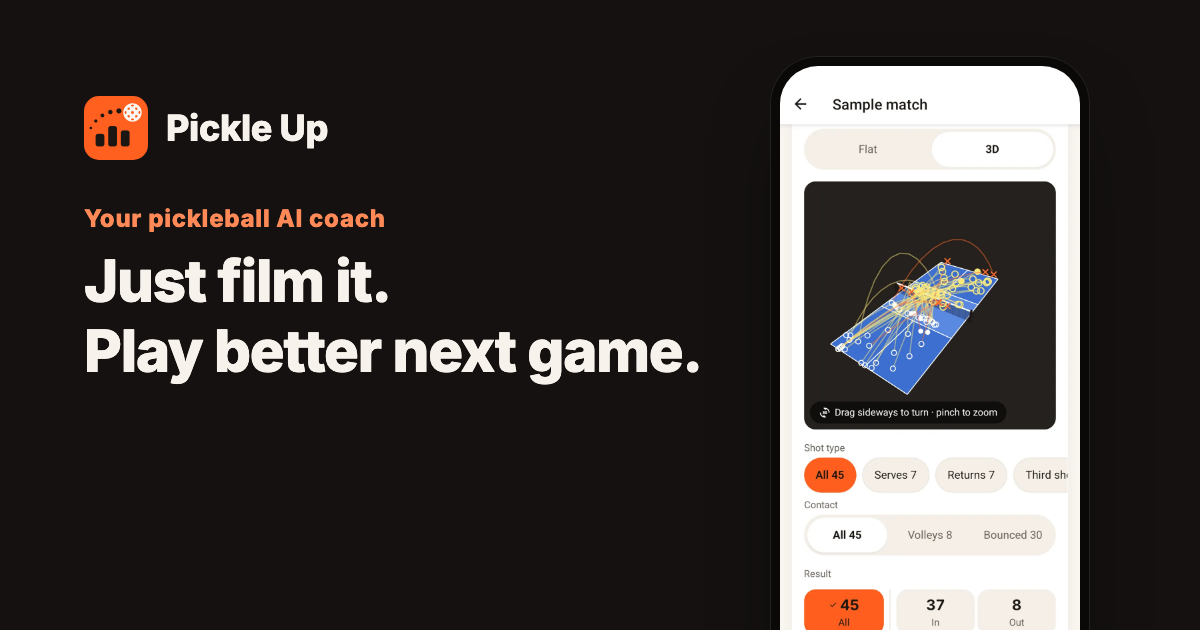 Pickle Up
Your pickleball AI coach
Just film it.
Play better next game.
Sample match
Flat 3D
Drag sideways to turn · pinch to zoom
Shot type
All 45 Serves 7 Returns 7 Third
Contact
All 45 Volleys 8 Bounced 30
Result
✓ 45 37 8
All In Out